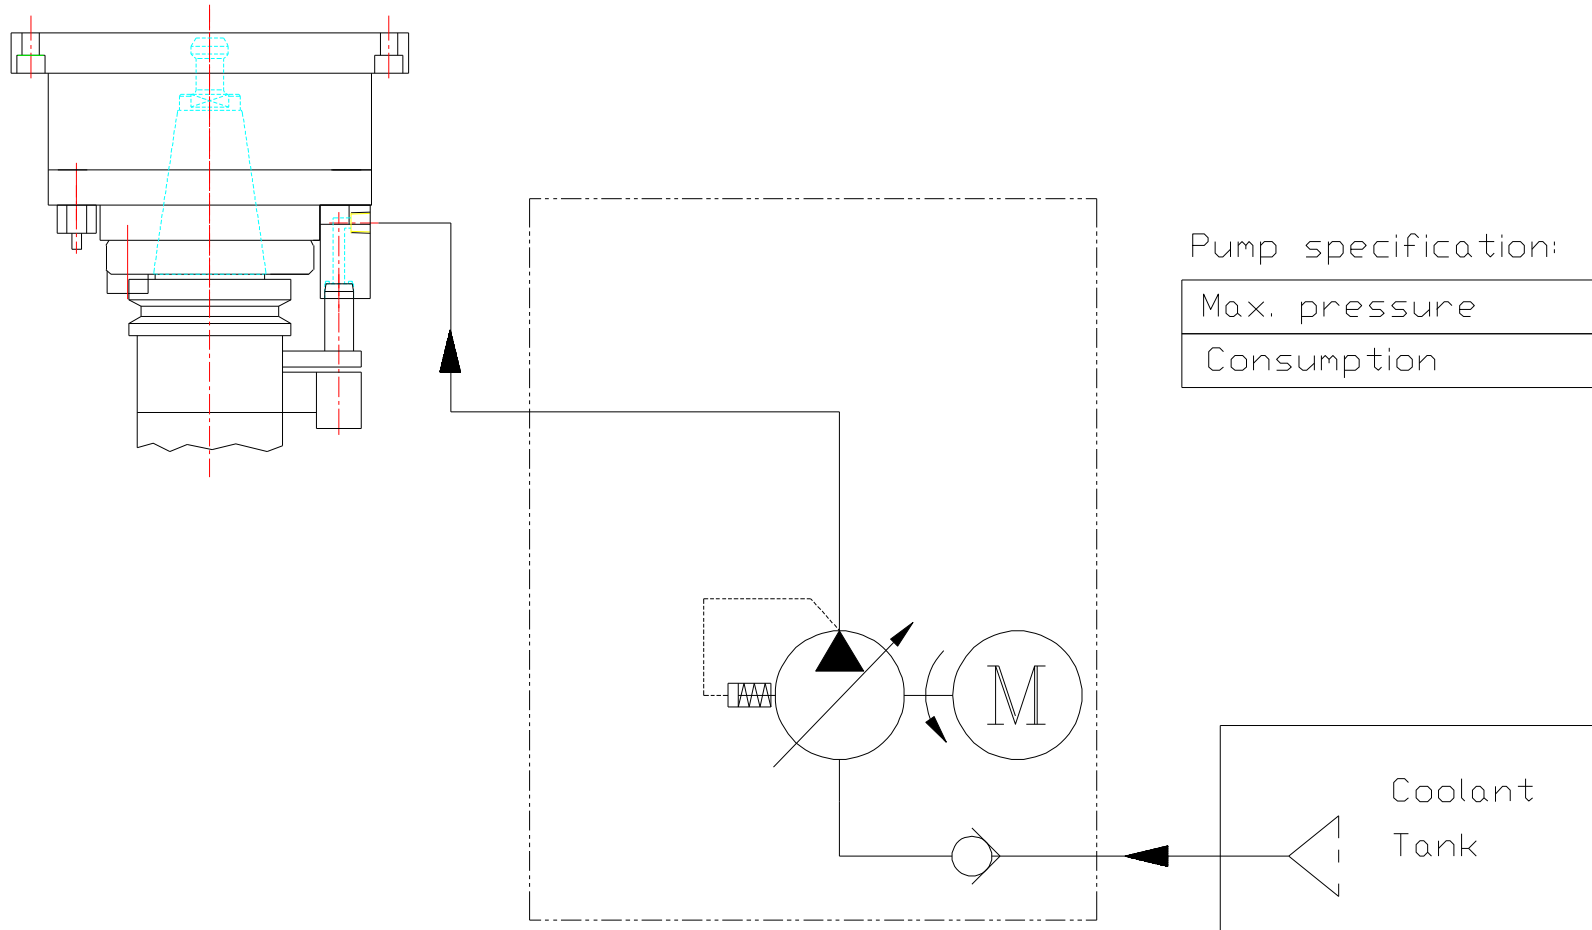 Pump specification:
Max. pressure
Consumption
M
Coolant
Tank